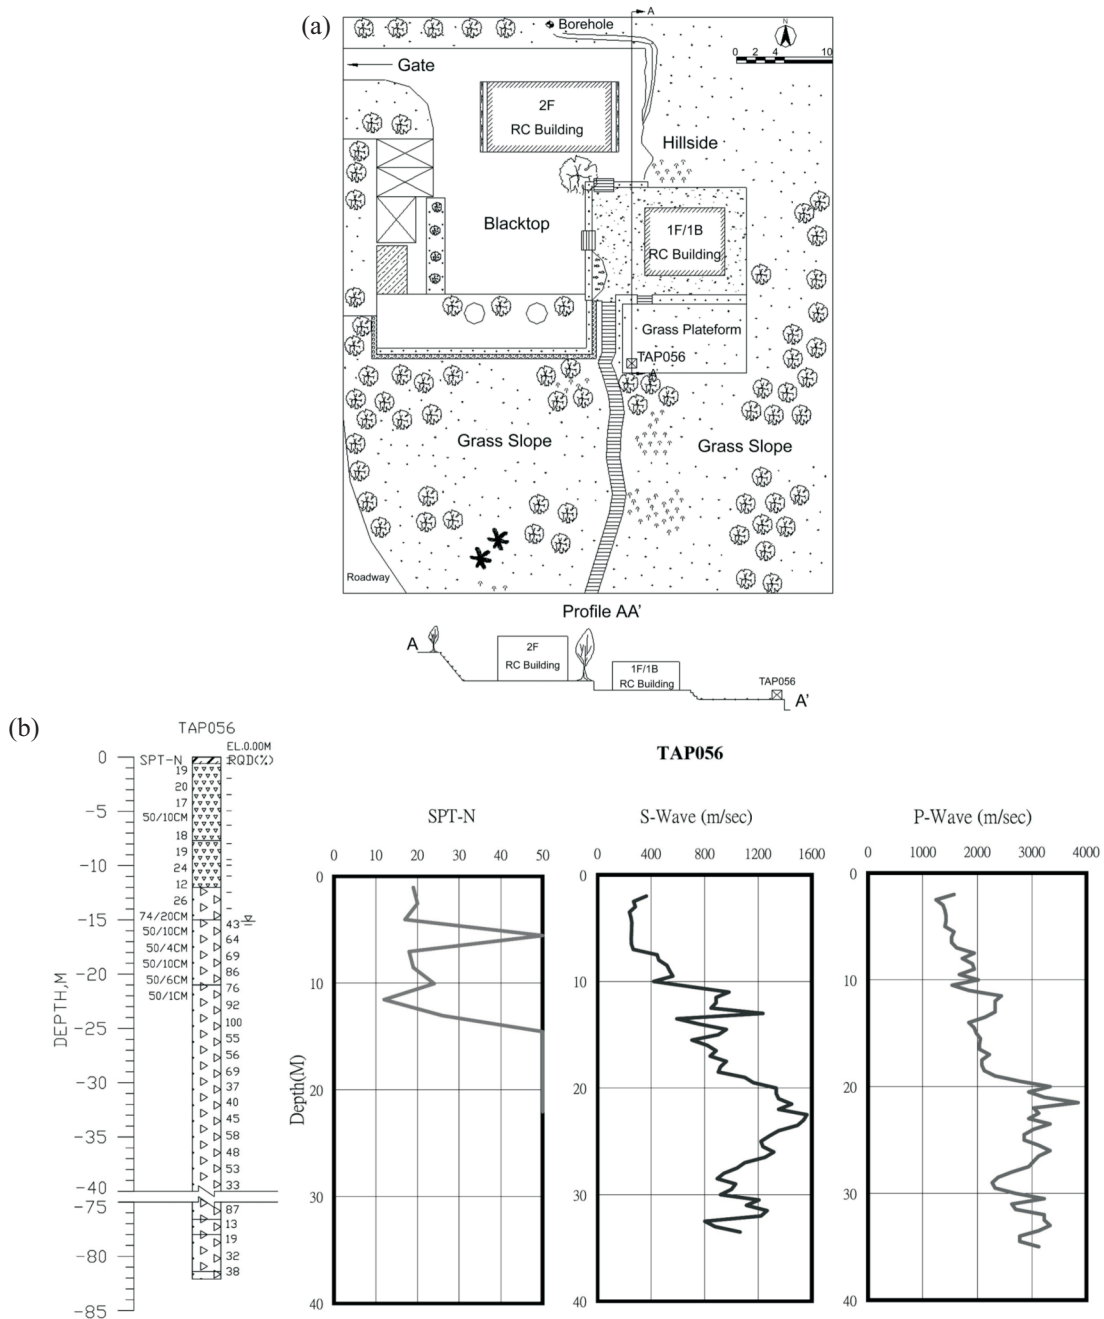 (a)
A
Borehole
N
0 2 4 10
Gate
2F
RC Building
Hillside
Blacktop
1F/1B
RC Building
Grass Plateform
TAP056
A'
Grass Slope
Grass Slope
Roadway
Profile AA'
A
2F
RC Building
1F/1B
RC Building
TAP056
A'
(b)
TAP056
EL.0.00M
SPT-N
RQD(%)
DEPTH,M
0
-5
-10
-15
-20
-25
-30
-35
-40
-75
-80
-85
19
20
17
50/10CM
18
19
24
12
26
74/20CM
50/10CM
50/4CM
50/10CM
50/6CM
50/1CM
43
64
69
86
76
92
100
55
56
69
37
40
45
58
48
53
33
87
13
19
32
38
TAP056
SPT-N
0 10 20 30 40 50
Depth(M)
0
10
20
30
40
S-Wave (m/sec)
0 400 800 1200 1600
0
10
20
30
40
P-Wave (m/sec)
0 1000 2000 3000 4000
0
10
20
30
40